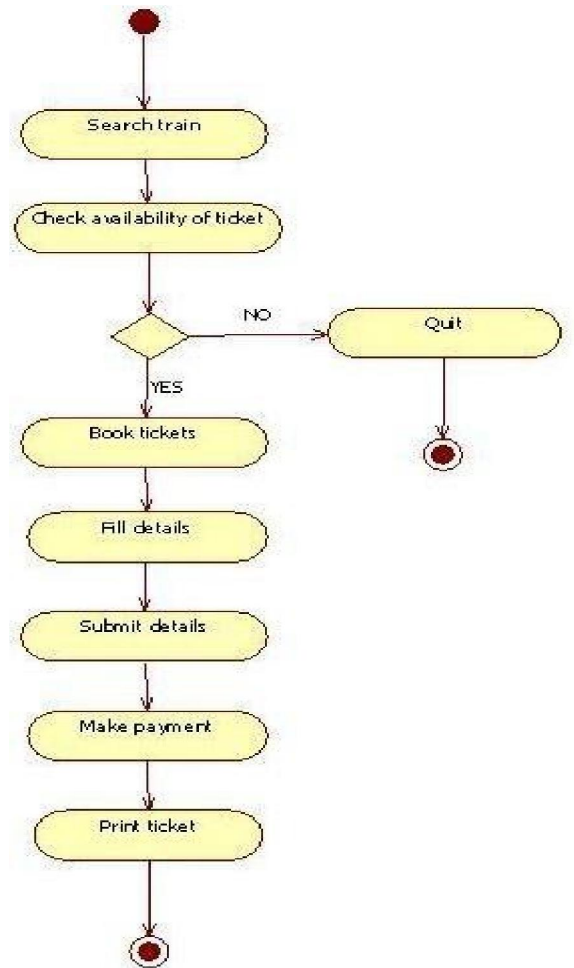 Search train
Check availability of ticket
NO
Quit
YES
Book tickets
Fill details
Submit details
Make payment
Print ticket